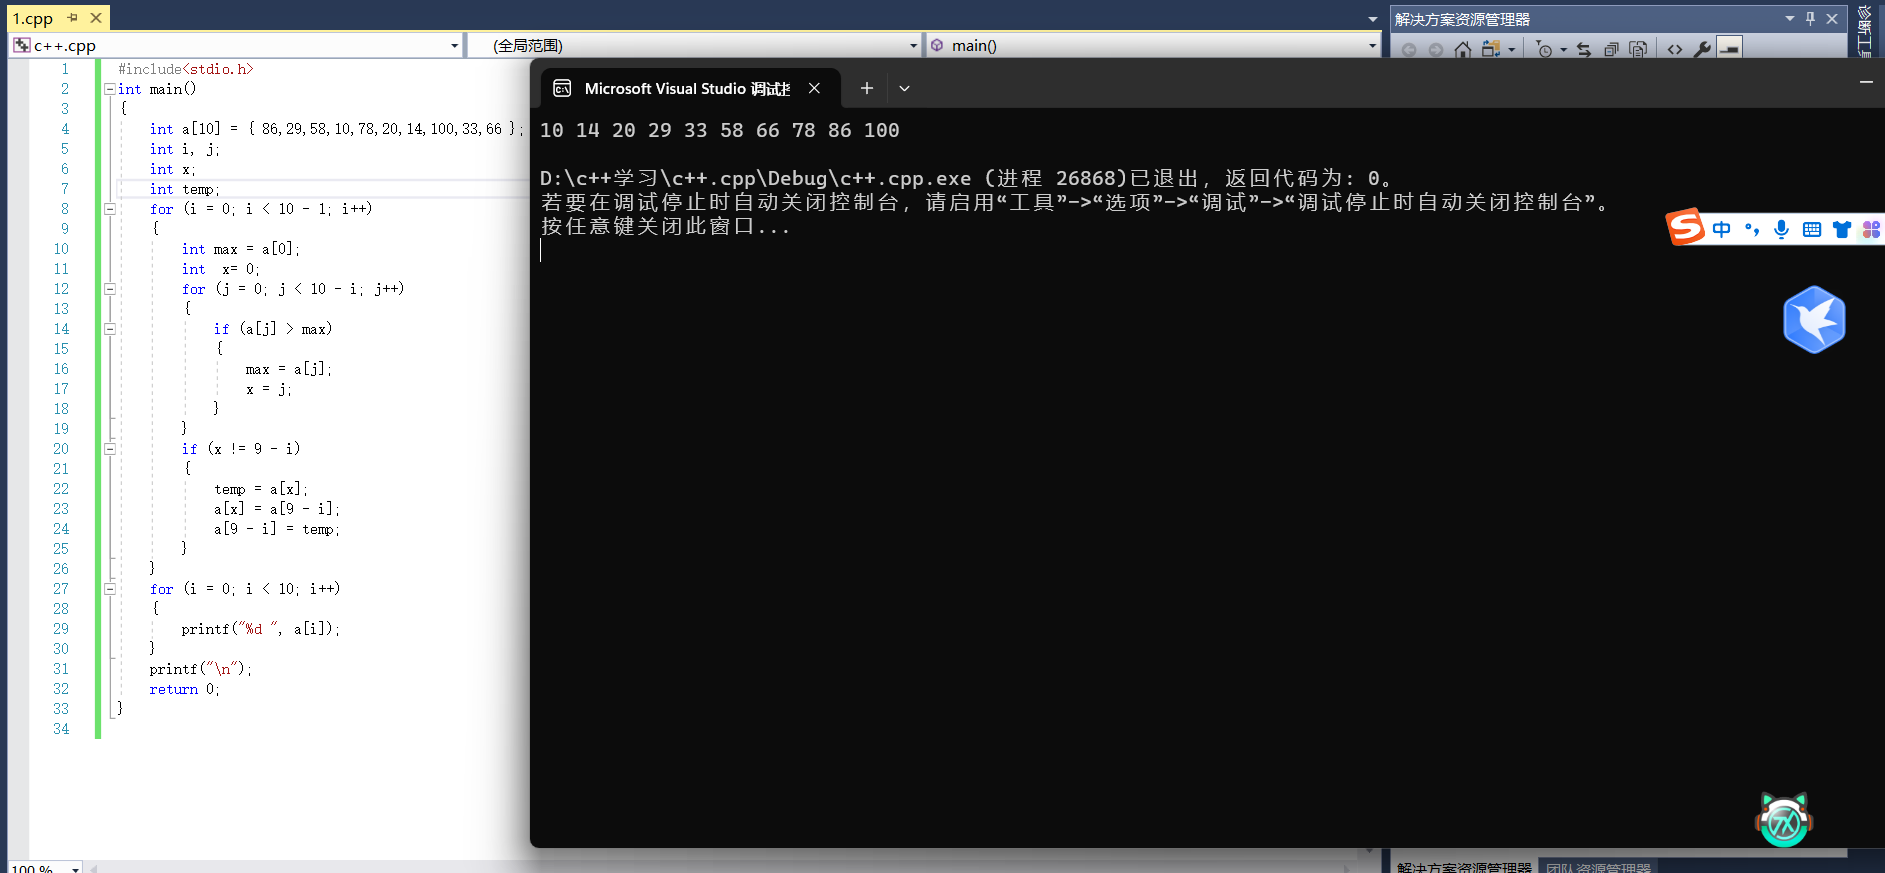 1.cpp
c++.cpp
(全局范围)
main()
解决方案资源管理器
诊断工具
1 #include<stdio.h>
2 int main()
3 {
4 int a[10] = { 86,29,58,10,78,20,14,100,33,66 };
5 int i, j;
6 int x;
7 int temp;
8 for (i = 0; i < 10 - 1; i++)
9 {
10 int max = a[0];
11 int  x= 0;
12 for (j = 0; j < 10 - i; j++)
13 {
14 if (a[j] > max)
15 {
16 max = a[j];
17 x = j;
18 }
19 }
20 if (x != 9 - i)
21 {
22 temp = a[x];
23 a[x] = a[9 - i];
24 a[9 - i] = temp;
25 }
26 }
27 for (i = 0; i < 10; i++)
28 {
29 printf("%d ", a[i]);
30 }
31 printf("\n");
32 return 0;
33 }
34
100 %
Microsoft Visual Studio 调试
10 14 20 29 33 58 66 78 86 100
D:\c++学习\c++.cpp\Debug\c++.cpp.exe (进程 26868)已退出，返回代码为: 0。
若要在调试停止时自动关闭控制台，请启用“工具”->“选项”->“调试”->“调试停止时自动关闭控制台”。
按任意键关闭此窗口...
S 中
7X
解决方案资源管理器
团队资源管理器